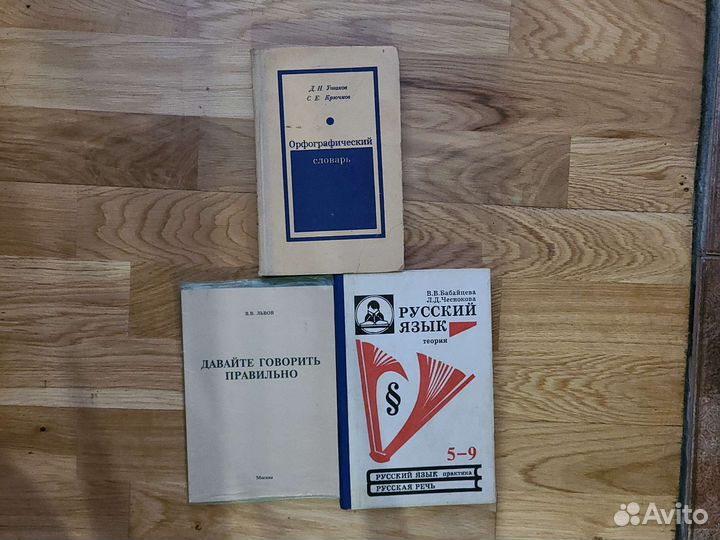 Д. Н. Ушаков
С. Е. Крючков
Орфографический
словарь
В.В. ЛЬВОВ
ДАВАЙТЕ ГОВОРИТЬ
ПРАВИЛЬНО
Москва
В.В.Бабайцева
Л.Д.Чеснокова
РУССКИЙ
ЯЗЫК
теория
§
5-9
РУССКИЙ ЯЗЫК практика
РУССКАЯ РЕЧЬ
Avito